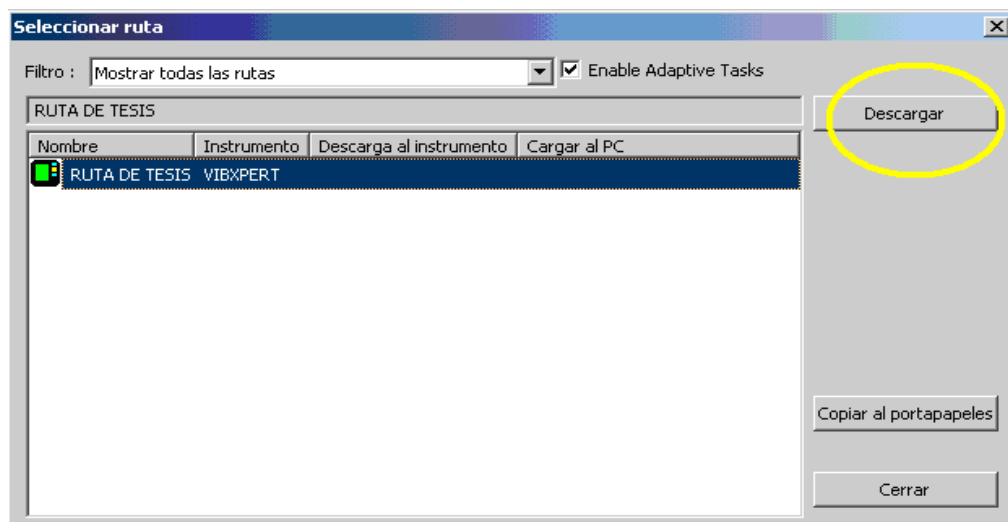 Seleccionar ruta
Filtro : Mostrar todas las rutas Enable Adaptive Tasks
RUTA DE TESIS Descargar
Nombre Instrumento Descarga al instrumento Cargar al PC
RUTA DE TESIS VIBXPERT
Copiar al portapapeles
Cerrar